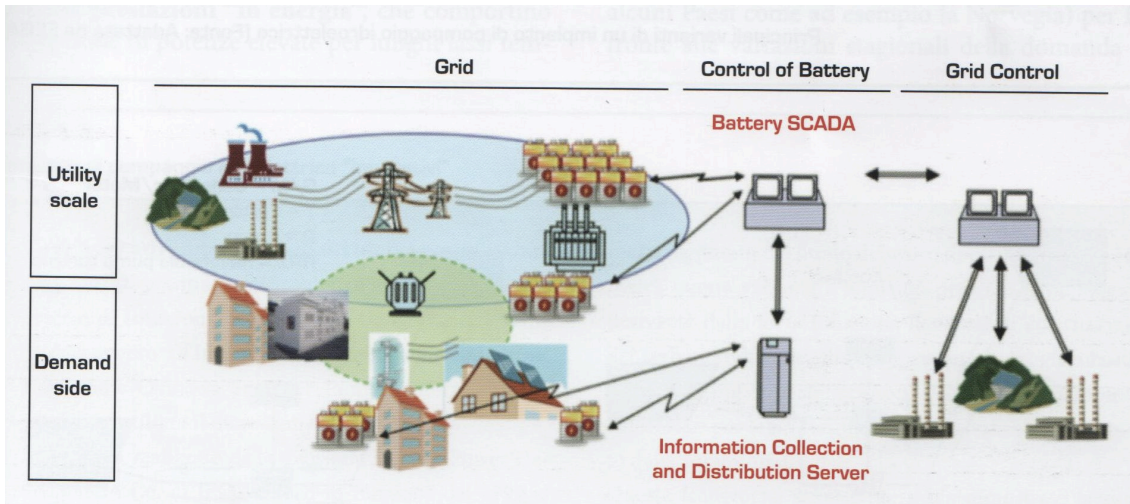 Grid
Control of Battery
Grid Control
Battery SCADA
Utility
scale
Demand
side
Information Collection
and Distribution Server